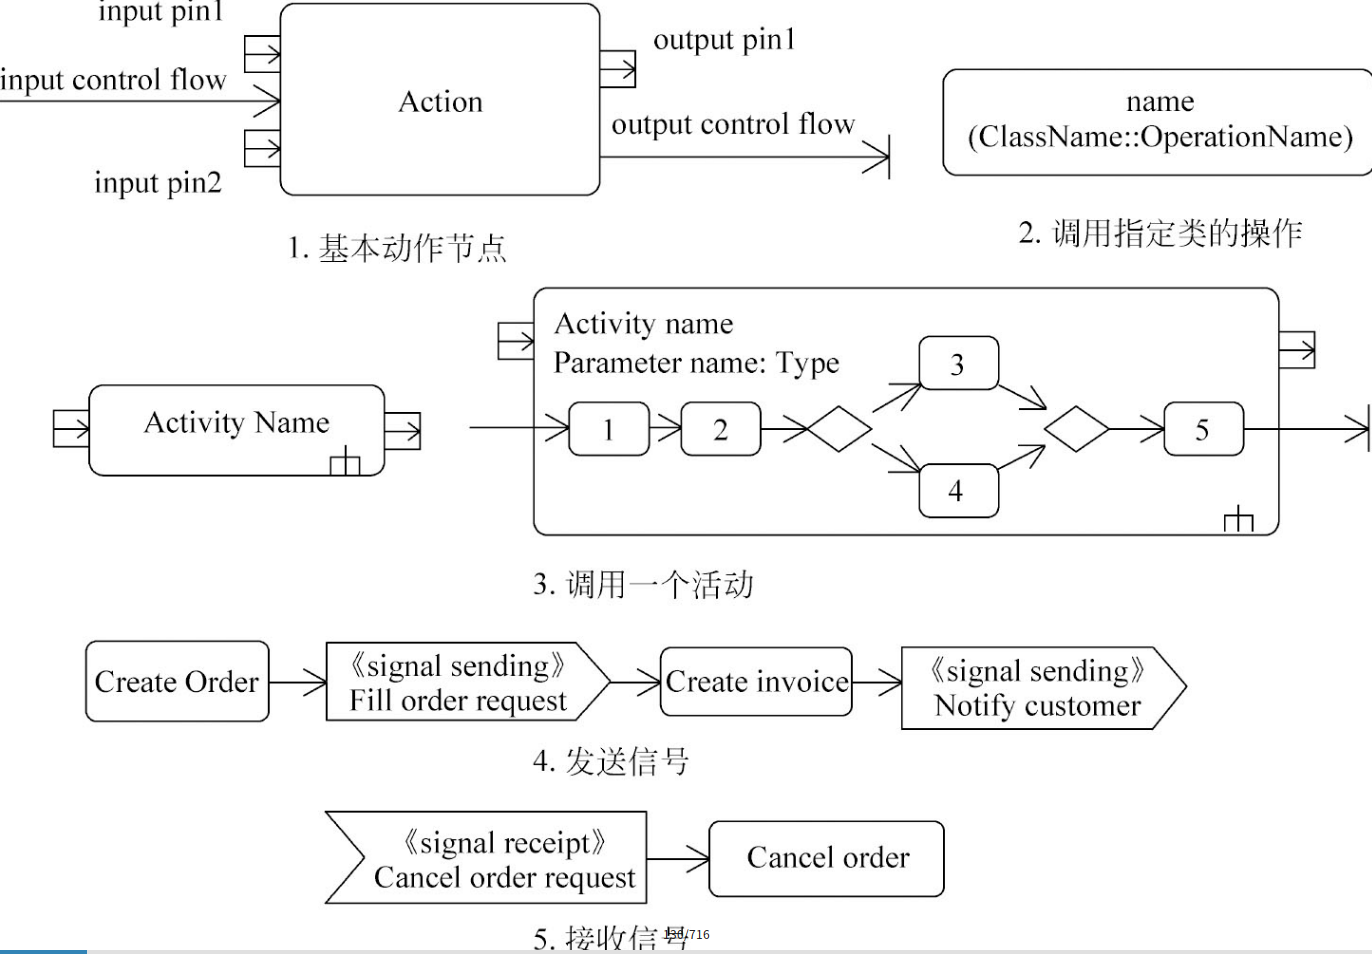 input pin1
output pin1
input control flow
Action
output control flow
input pin2
1. 基本动作节点
name
(ClassName::OperationName)
2. 调用指定类的操作
Activity Name
Activity name
Parameter name: Type
1
2
3
4
5
3. 调用一个活动
Create Order
《signal sending》
Fill order request
Create invoice
《signal sending》
Notify customer
4. 发送信号
《signal receipt》
Cancel order request
Cancel order
5. 接收信号
/716